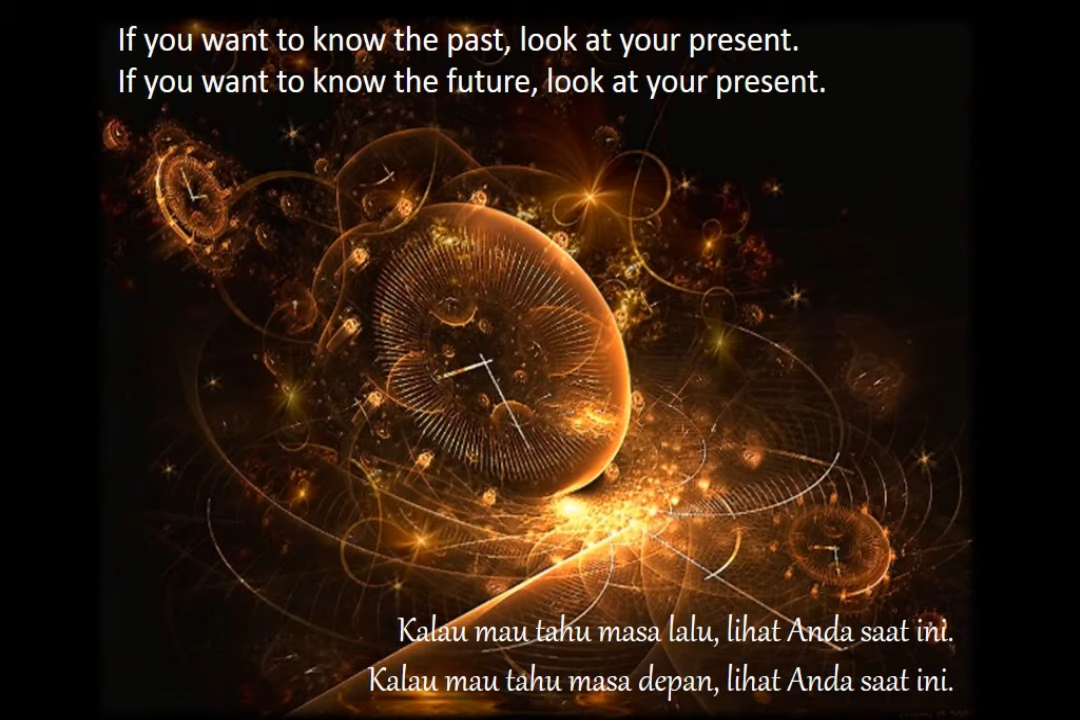 If you want to know the past, look at your present.
If you want to know the future, look at your present.
Kalau mau tahu masa lalu, lihat Anda saat ini.
Kalau mau tahu masa depan, lihat Anda saat ini.